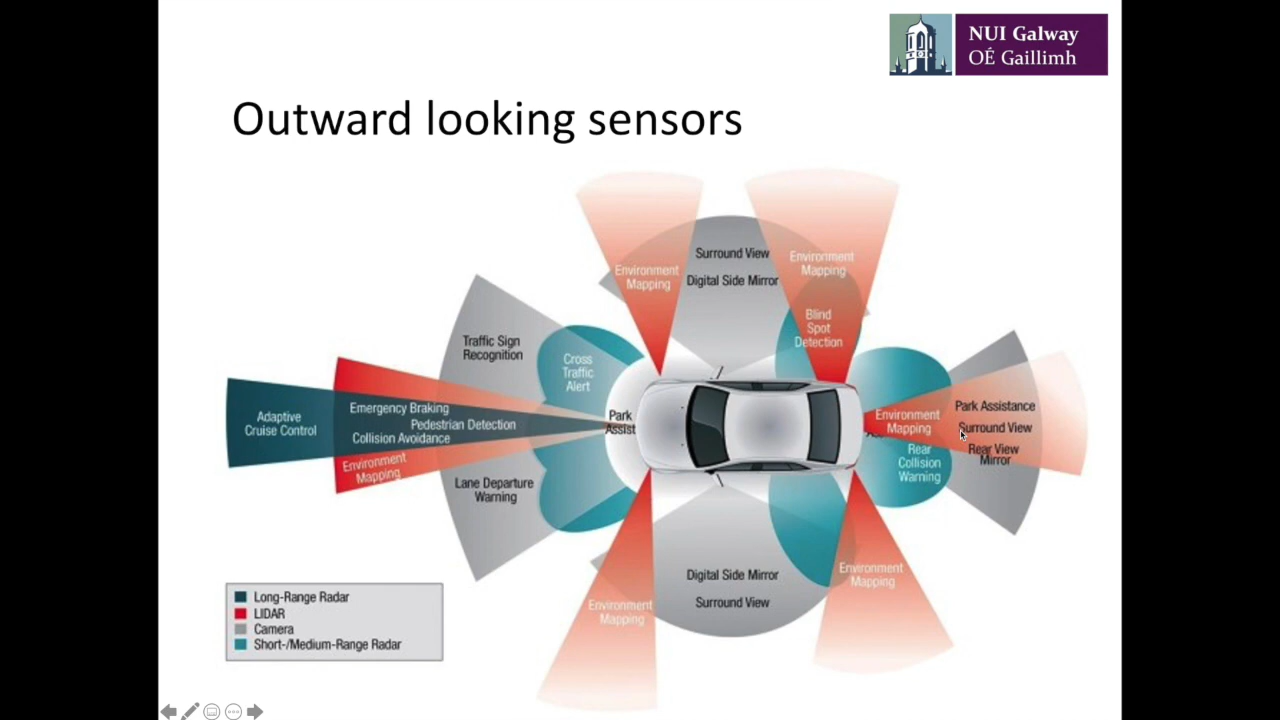 NUI Galway
OÉ Gaillimh
Outward looking sensors
Surround View
Digital Side Mirror
Environment
Mapping
Environment
Mapping
Blind
Spot
Detection
Traffic Sign
Recognition
Cross
Traffic
Alert
Adaptive
Cruise Control
Emergency Braking
Pedestrian Detection
Collision Avoidance
Environment
Mapping
Park
Assist
Lane Departure
Warning
Environment
Mapping
Park Assistance
Surround View
Rear View
Mirror
Rear
Collision
Warning
Digital Side Mirror
Surround View
Environment
Mapping
Environment
Mapping
Long-Range Radar
LIDAR
Camera
Short-/Medium-Range Radar